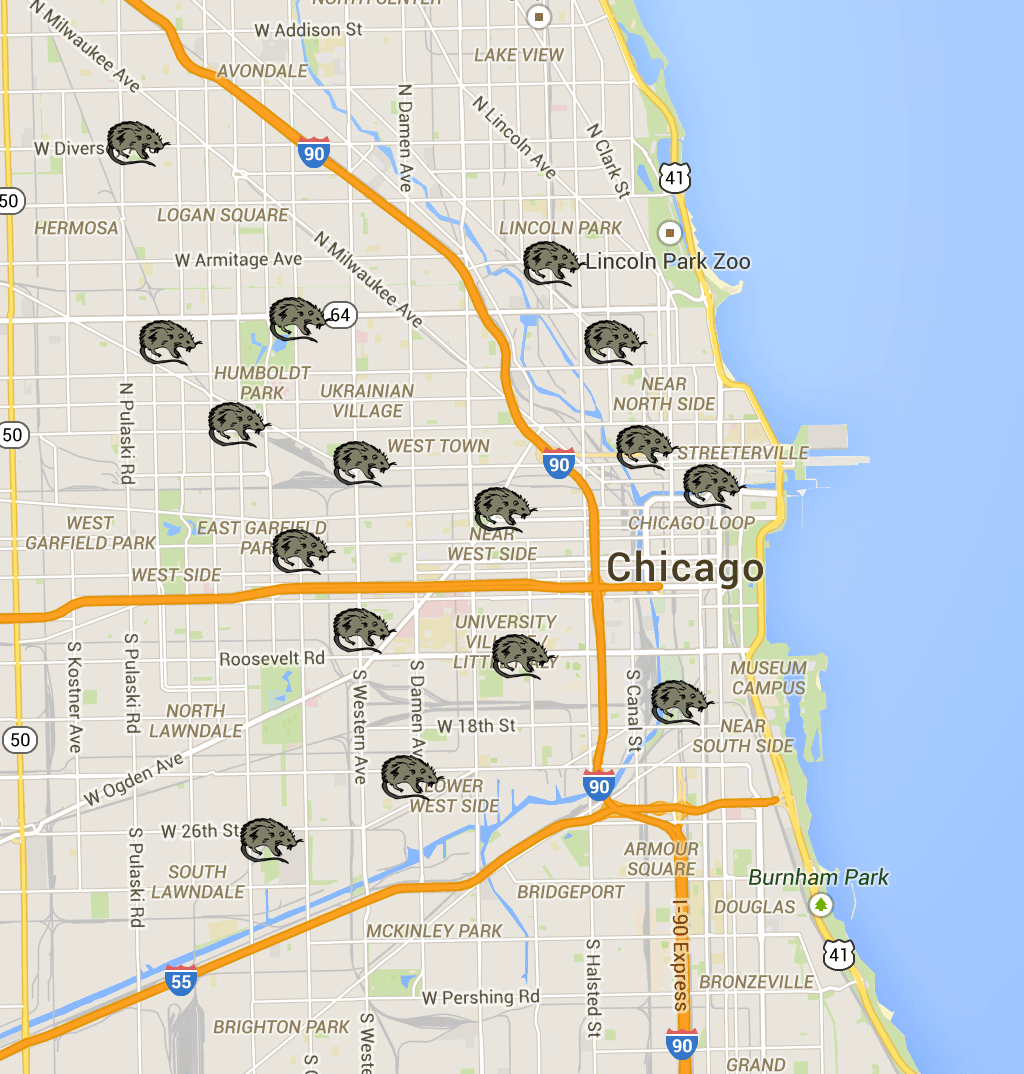 NORTH CENTER
N Milwaukee Ave
W Addison St
LAKE VIEW
AVONDALE
N Damen Ave
N Lincoln Ave
N Clark St
W Divers
90
41
50
HERMOSA
LOGAN SQUARE
LINCOLN PARK
W Armitage Ave
N Milwaukee Ave
Lincoln Park Zoo
64
HUMBOLDT
PARK
UKRAINIAN
VILLAGE
NEAR
NORTH SIDE
N Pulaski Rd
50
WEST TOWN
90
STREETERVILLE
WEST
GARFIELD PARK
EAST GARFIELD
PARK
NEAR
WEST SIDE
CHICAGO LOOP
WEST SIDE
Chicago
UNIVERSITY
VILLAGE /
LITTLE ITALY
S Kostner Ave
S Pulaski Rd
Roosevelt Rd
S Western Ave
S Damen Av
S Canal St
MUSEUM
CAMPUS
NORTH
LAWNDALE
W 18th St
NEAR
SOUTH SIDE
50
W Ogden Ave
LOWER
WEST SIDE
90
W 26th St
S Pulaski Rd
SOUTH
LAWNDALE
ARMOUR
SQUARE
Burnham Park
BRIDGEPORT
DOUGLAS
I-90 Express
MCKINLEY PARK
S Halsted St
41
55
W Pershing Rd
BRONZEVILLE
BRIGHTON PARK
S Weste
90
GRAND